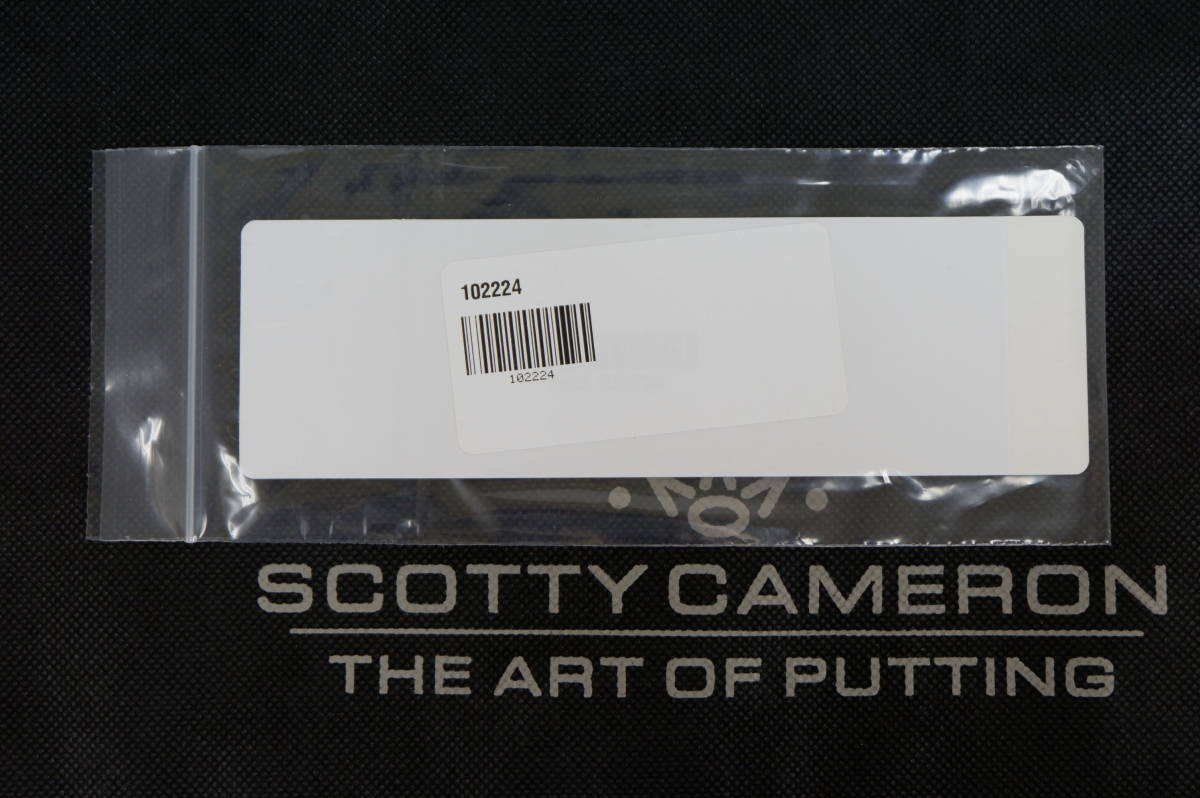 102224
102224
SCOTTY CAMERON
THE ART OF PUTTING